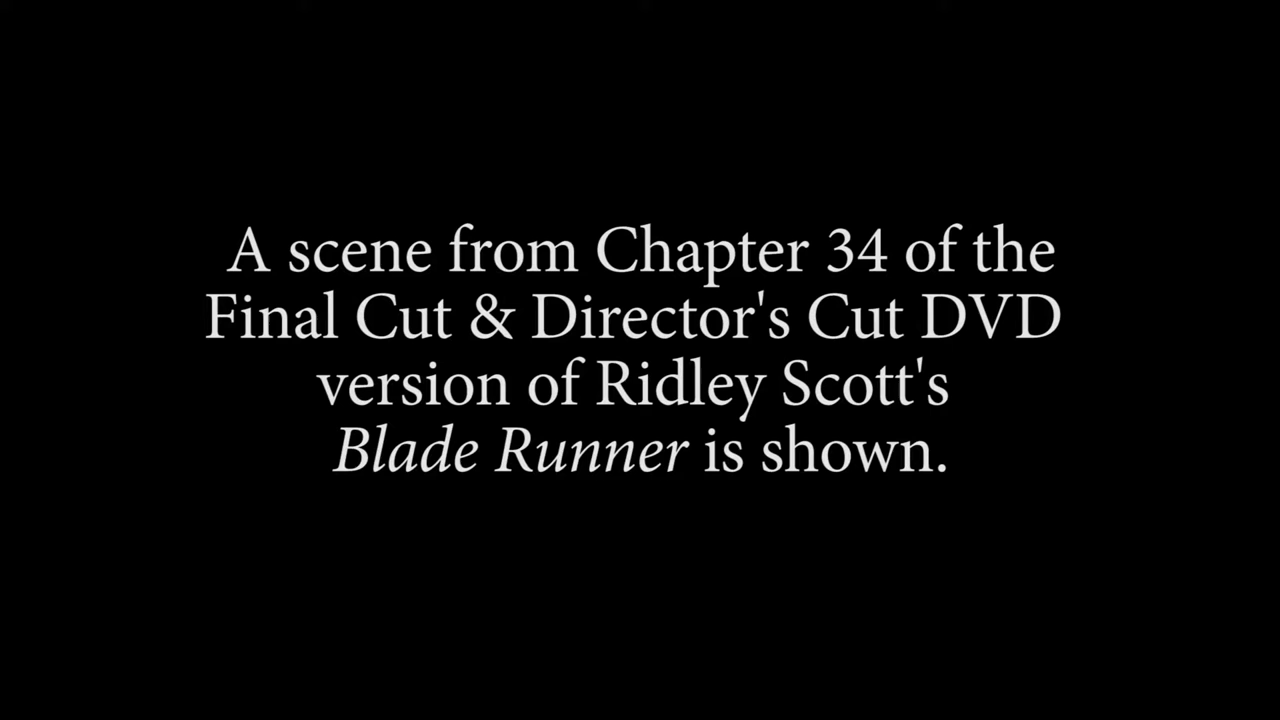 A scene from Chapter 34 of the
Final Cut & Director's Cut DVD
version of Ridley Scott's
Blade Runner is shown.